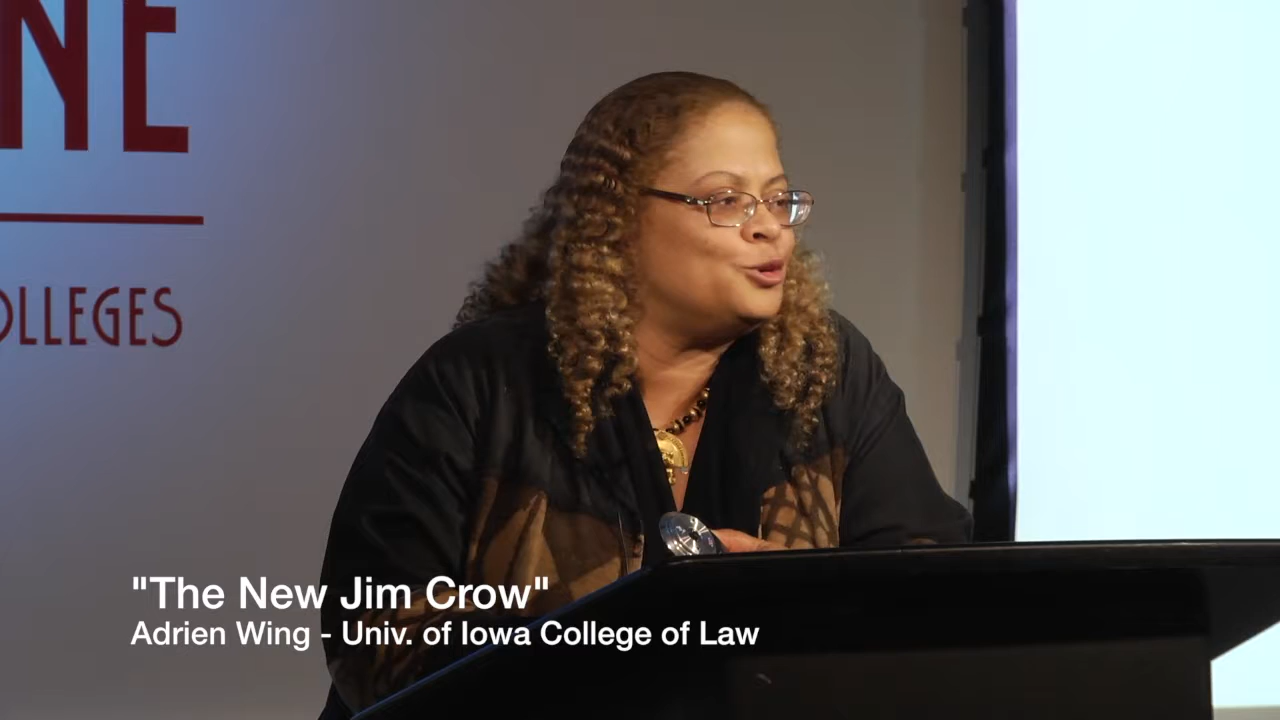 NE
OLLEGES
"The New Jim Crow"
Adrien Wing - Univ. of Iowa College of Law